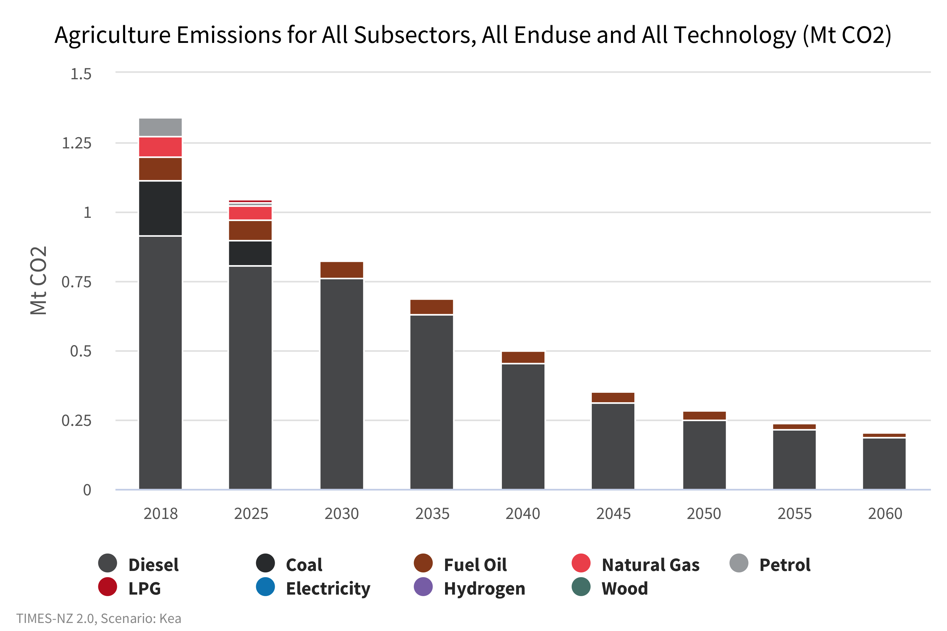 Agriculture Emissions for All Subsectors, All Enduse and All Technology (Mt CO2)
1.5
1.25
1
0.75
0.5
0.25
0
Mt CO2
2018 2025 2030 2035 2040 2045 2050 2055 2060
Diesel Coal Fuel Oil Natural Gas Petrol
LPG Electricity Hydrogen Wood
TIMES-NZ 2.0, Scenario: Kea